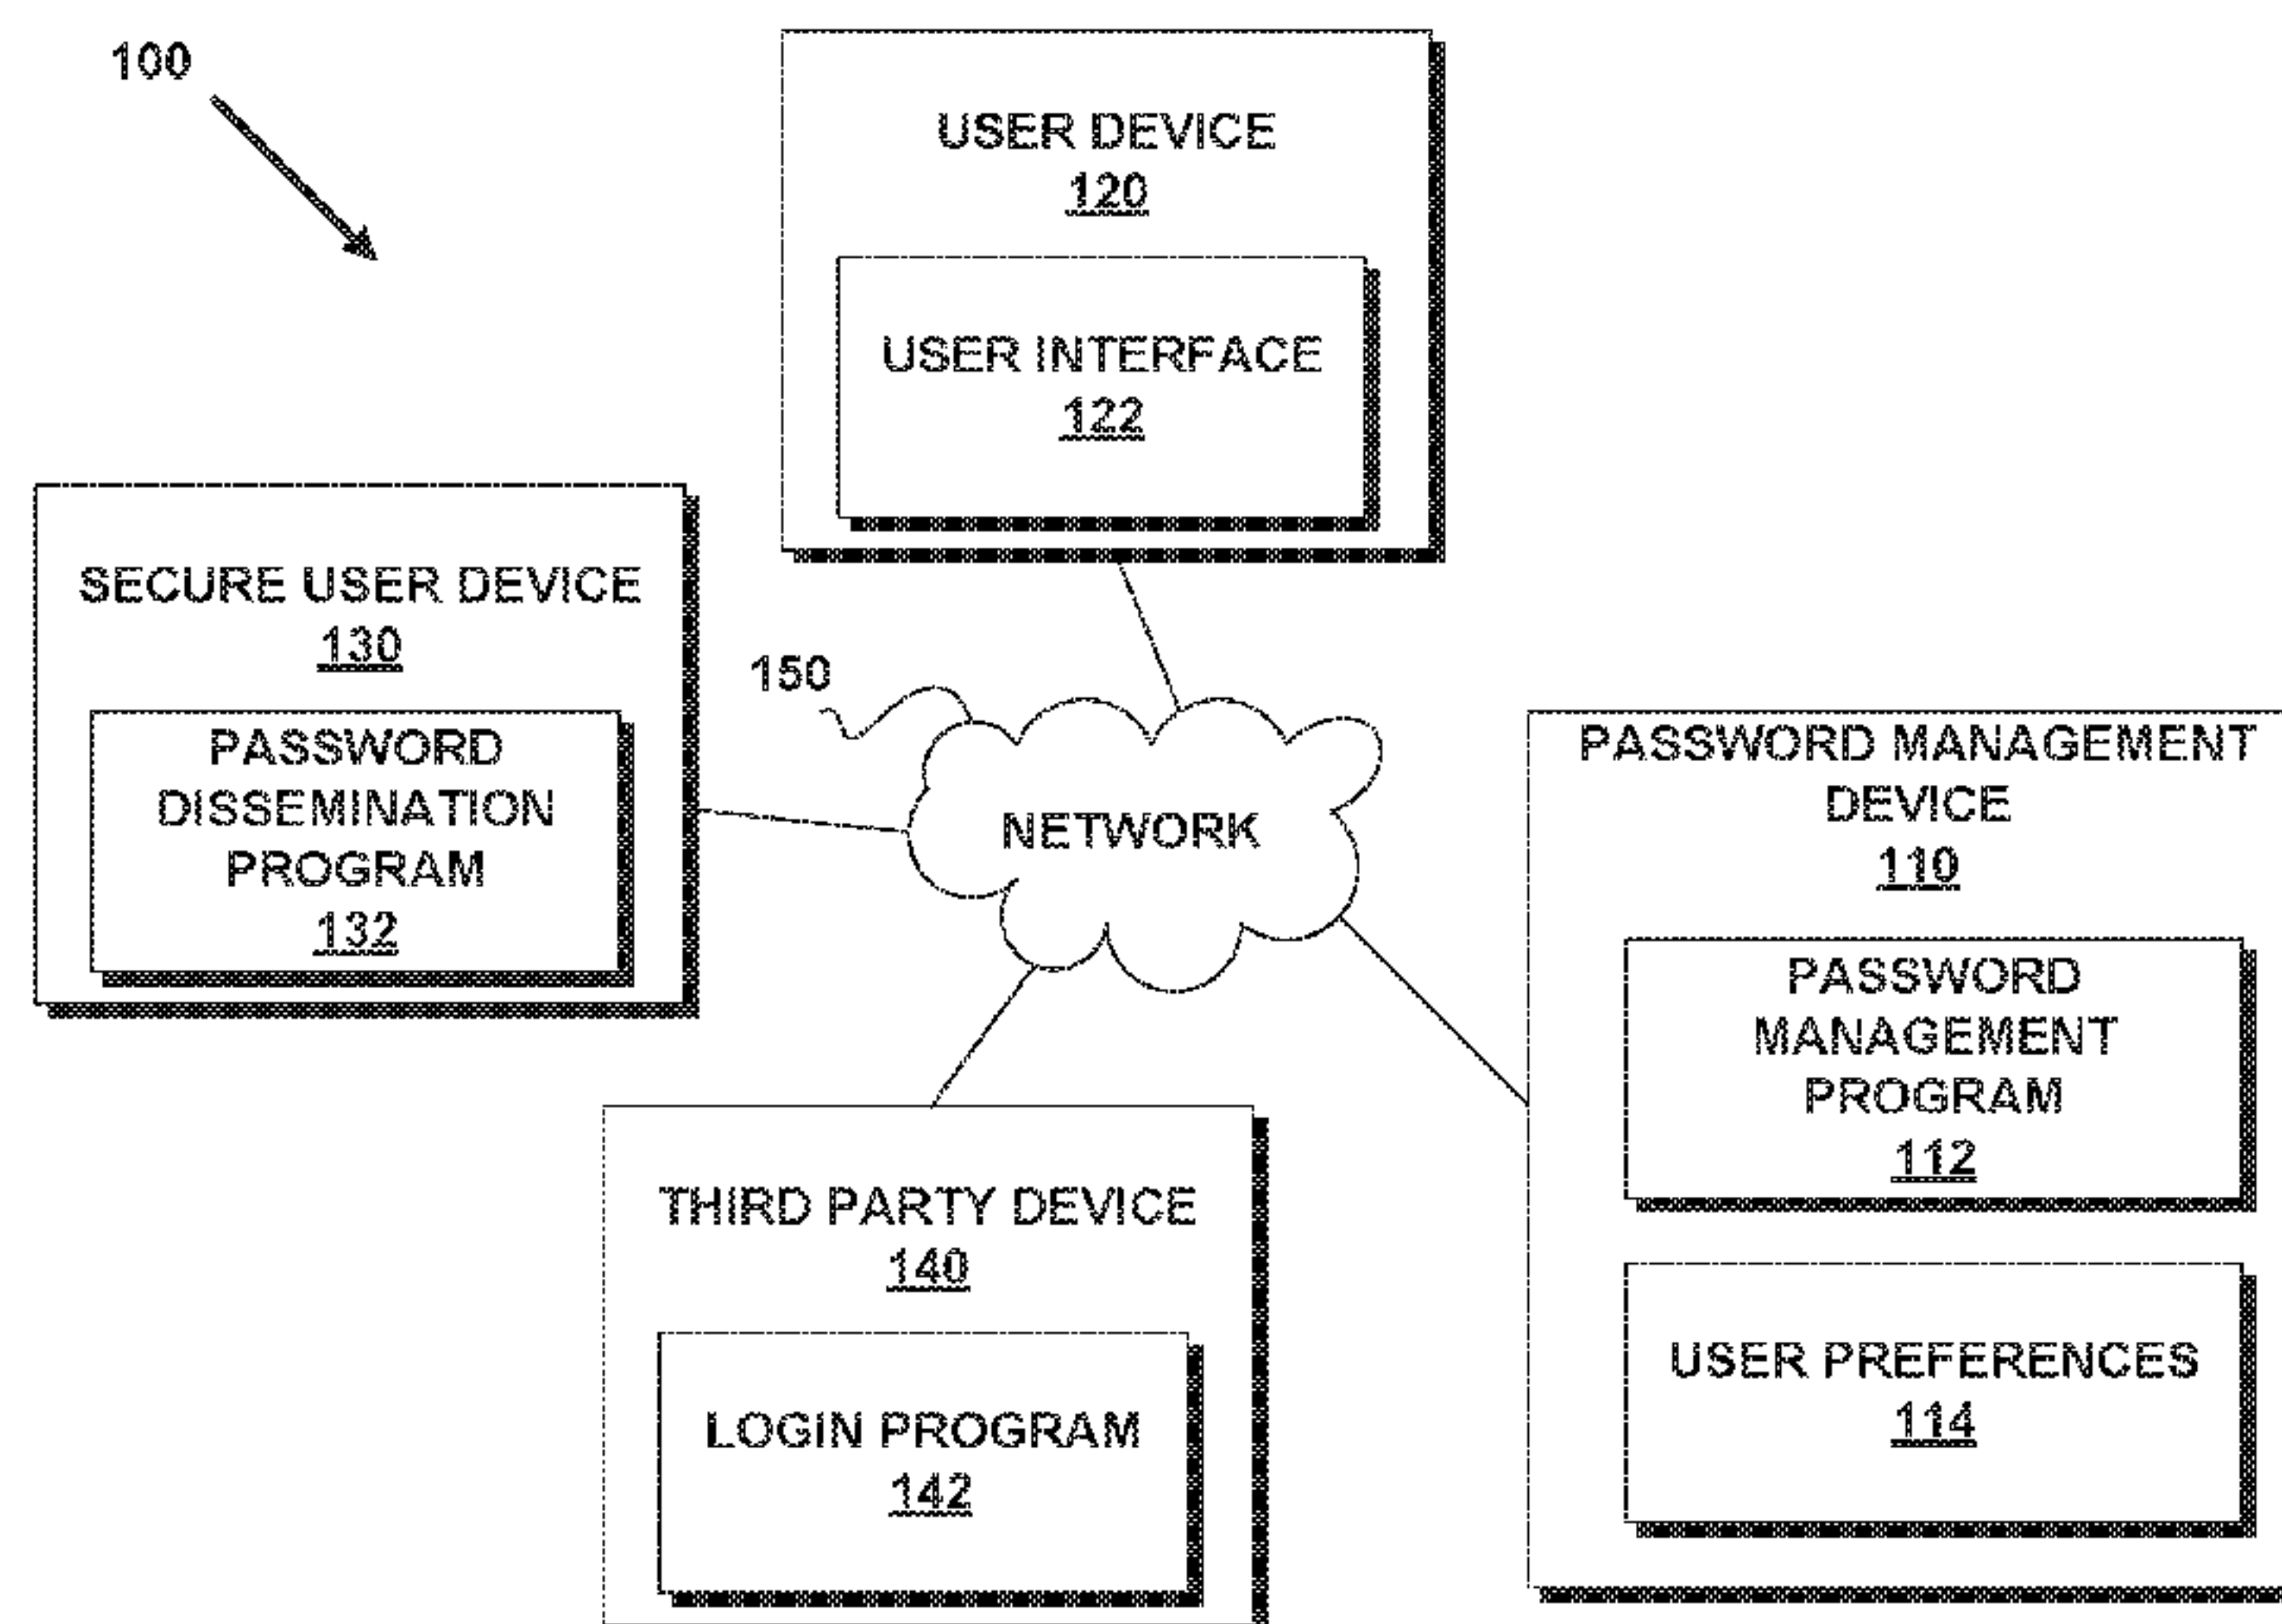 100
USER DEVICE
120
USER INTERFACE
122
SECURE USER DEVICE
130
PASSWORD
DISSEMINATION
PROGRAM
132
150
NETWORK
PASSWORD MANAGEMENT
DEVICE
110
PASSWORD
MANAGEMENT
PROGRAM
112
USER PREFERENCES
114
THIRD PARTY DEVICE
140
LOGIN PROGRAM
142